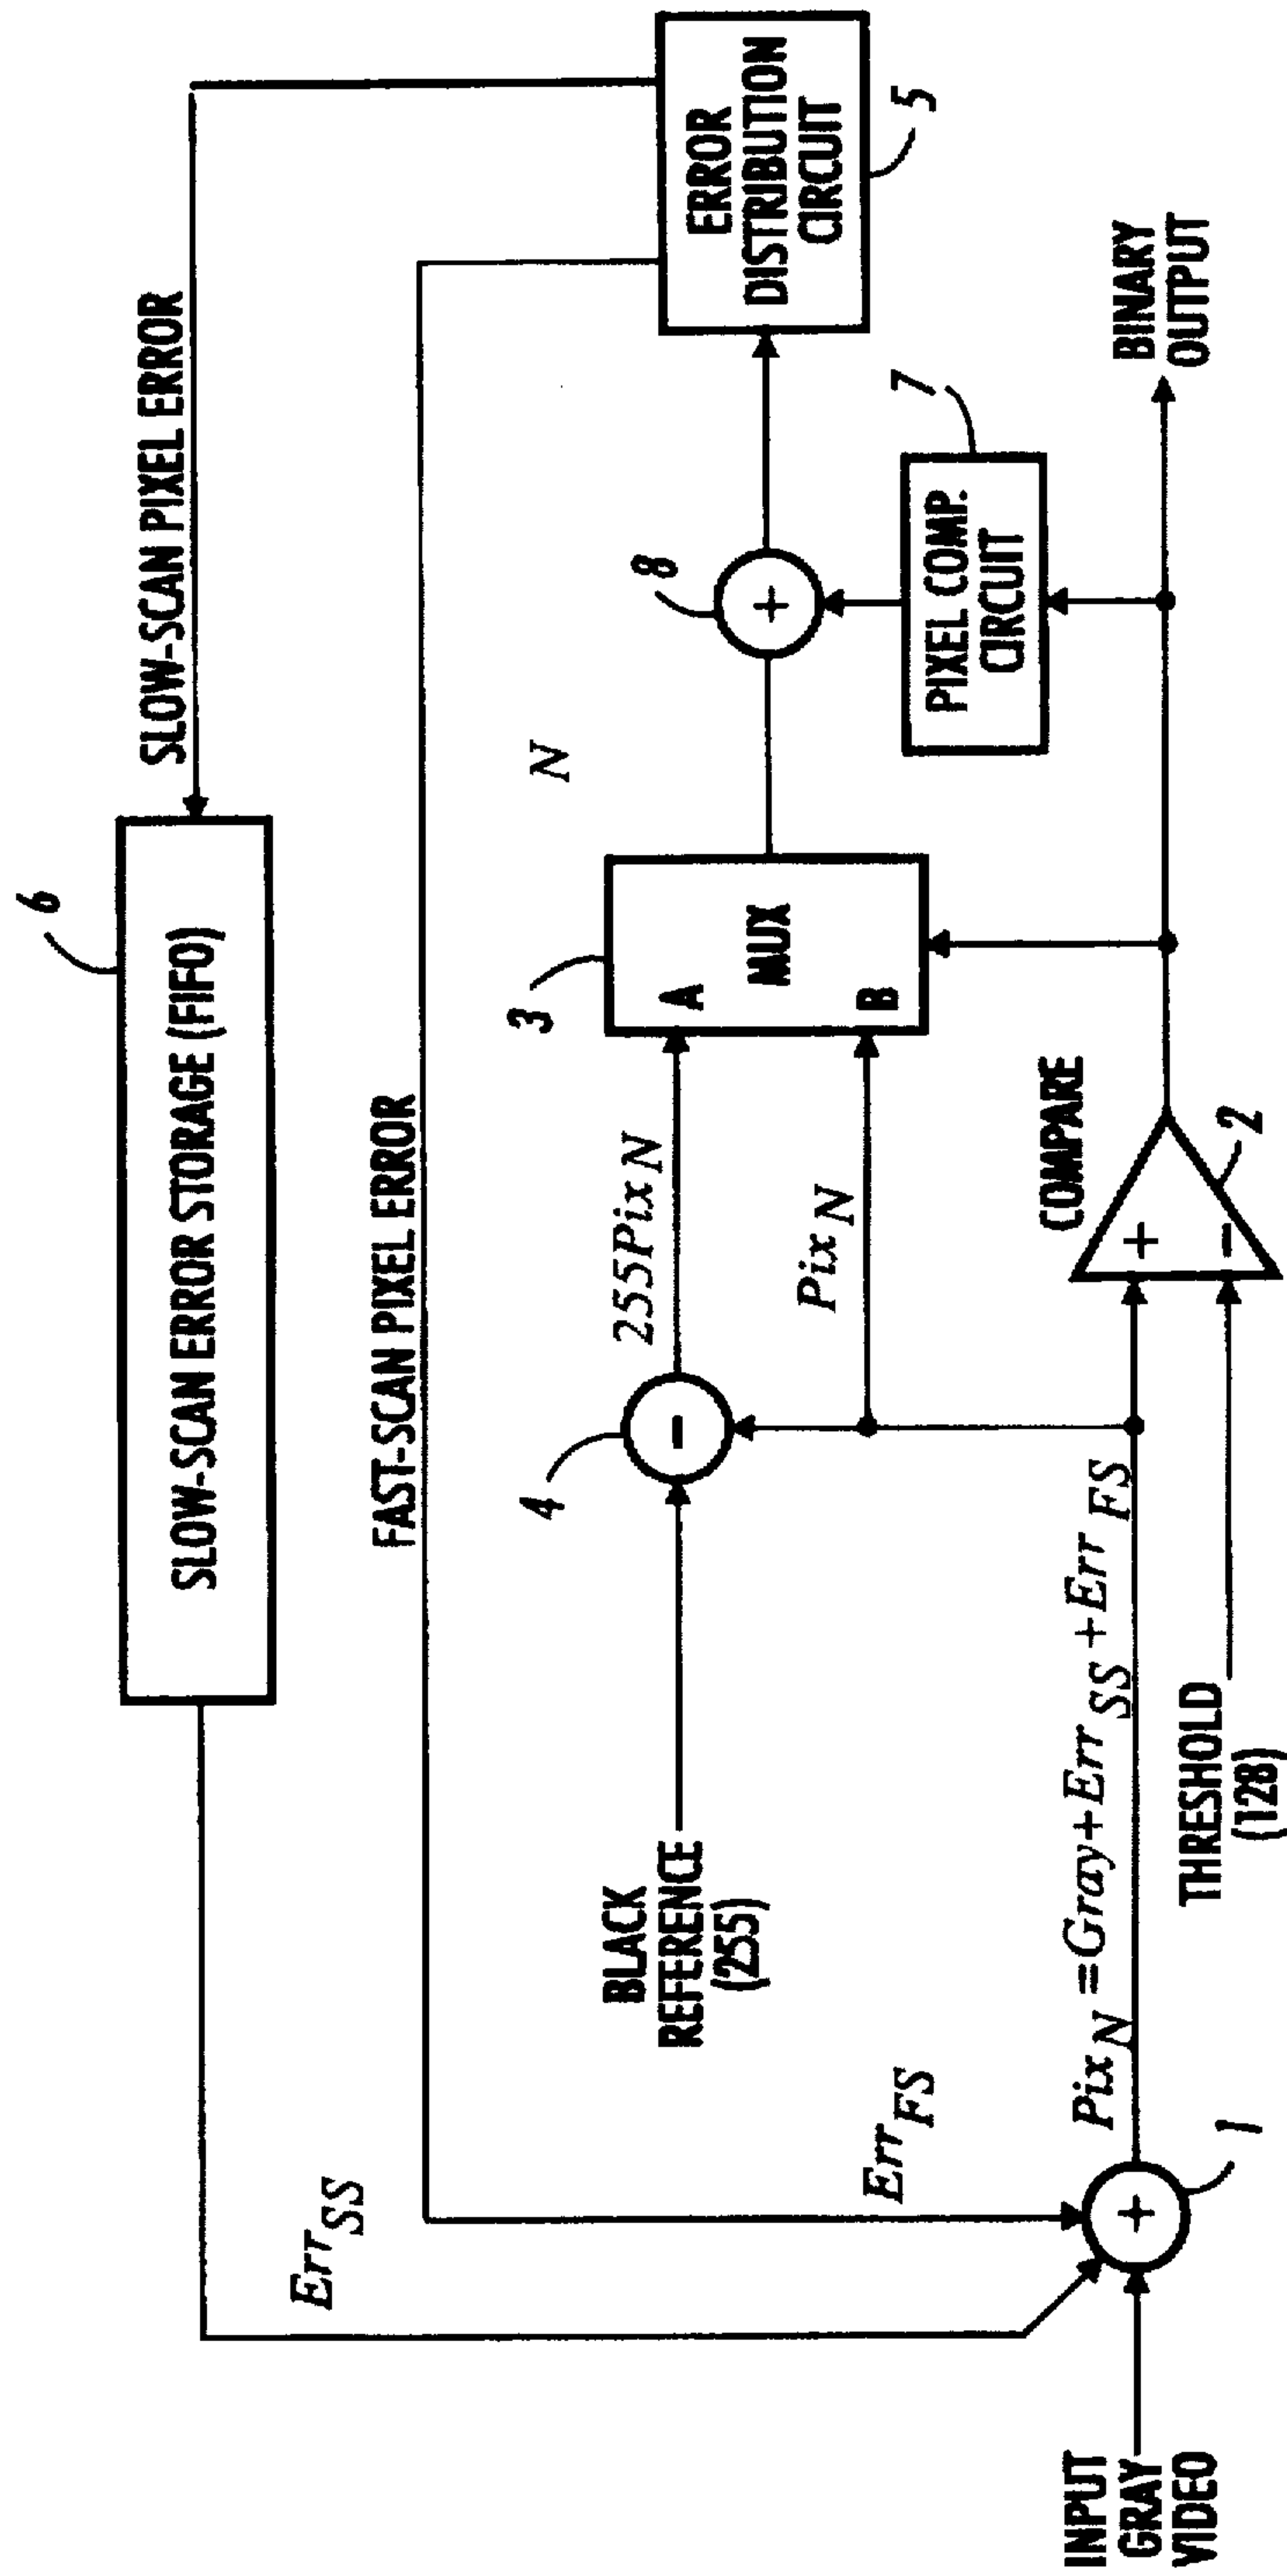 6
SLOW-SCAN ERROR STORAGE (FIFO)
SLOW-SCAN PIXEL ERROR
Err SS
FAST-SCAN PIXEL ERROR
Err FS
BLACK
REFERENCE
(255)
4
-
255Pix N
Pix N
3
A
MUX
B
N
8
+
ERROR
DISTRIBUTION
CIRCUIT
5
PIXEL COMP.
CIRCUIT
7
INPUT
GRAY
VIDEO
+
1
Pix N =Gray+Err SS +Err FS
THRESHOLD
(128)
COMPARE
+
-
2
BINARY
OUTPUT